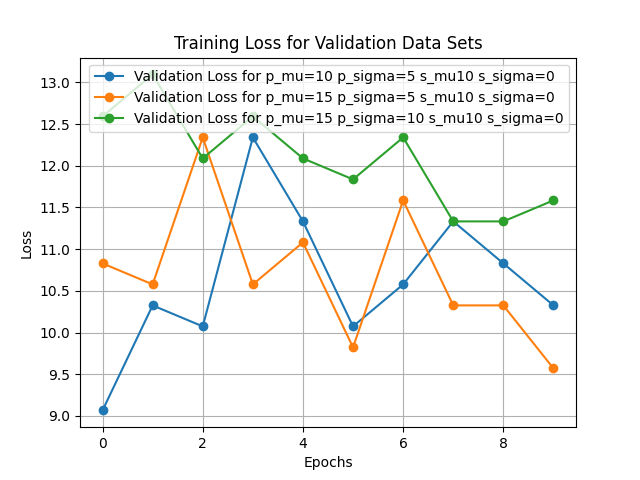 Training Loss for Validation Data Sets
Validation Loss for p_mu=10 p_sigma=5 s_mu10 s_sigma=0
Validation Loss for p_mu=15 p_sigma=5 s_mu10 s_sigma=0
Validation Loss for p_mu=15 p_sigma=10 s_mu10 s_sigma=0
13.0
12.5
12.0
11.5
11.0
10.5
10.0
9.5
9.0
Loss
0 2 4 6 8
Epochs